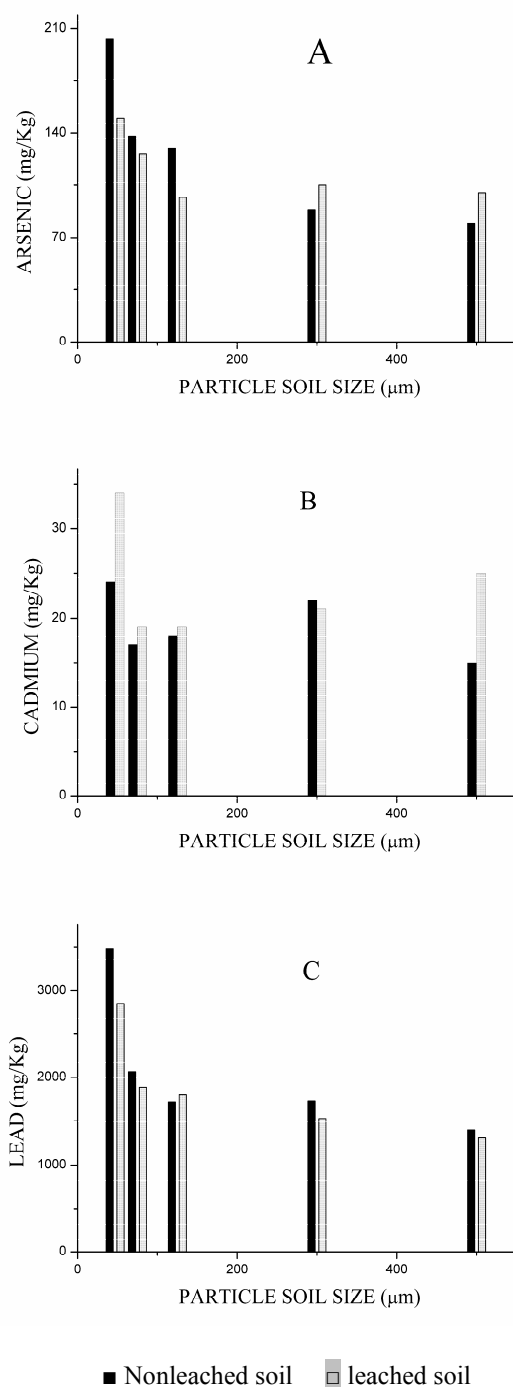 A
ARSENIC (mg/Kg)
210
140
70
0
0 200 400
PARTICLE SOIL SIZE (μm)
B
CADMIUM (mg/Kg)
30
20
10
0
0 200 400
PARTICLE SOIL SIZE (μm)
C
LEAD (mg/Kg)
3000
2000
1000
0
0 200 400
PARTICLE SOIL SIZE (μm)
Nonleached soil leached soil